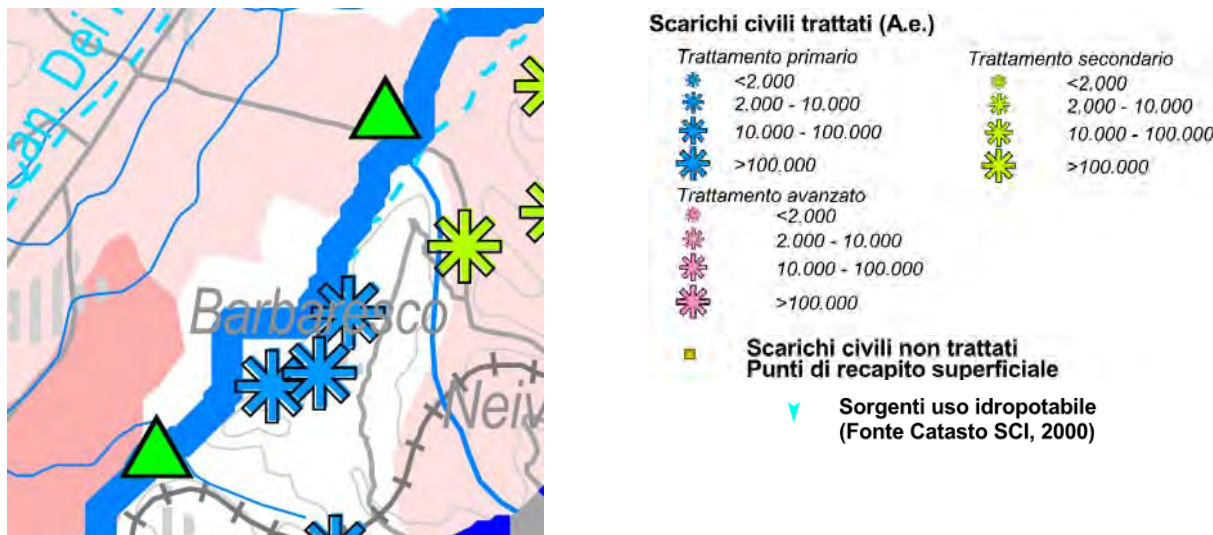 an. Dei
Barbaresco
Neiv
Scarichi civili trattati (A.e.)
Trattamento primario
<2.000
2.000 - 10.000
10.000 - 100.000
>100.000
Trattamento secondario
<2,000
2,000 - 10.000
10.000 - 100.000
>100.000
Trattamento avanzato
<2,000
2.000 - 10.000
10.000 - 100.000
>100.000
Scarichi civili non trattati
Punti di recapito superficiale
Sorgenti uso idropotabile
(Fonte Catasto SCI, 2000)